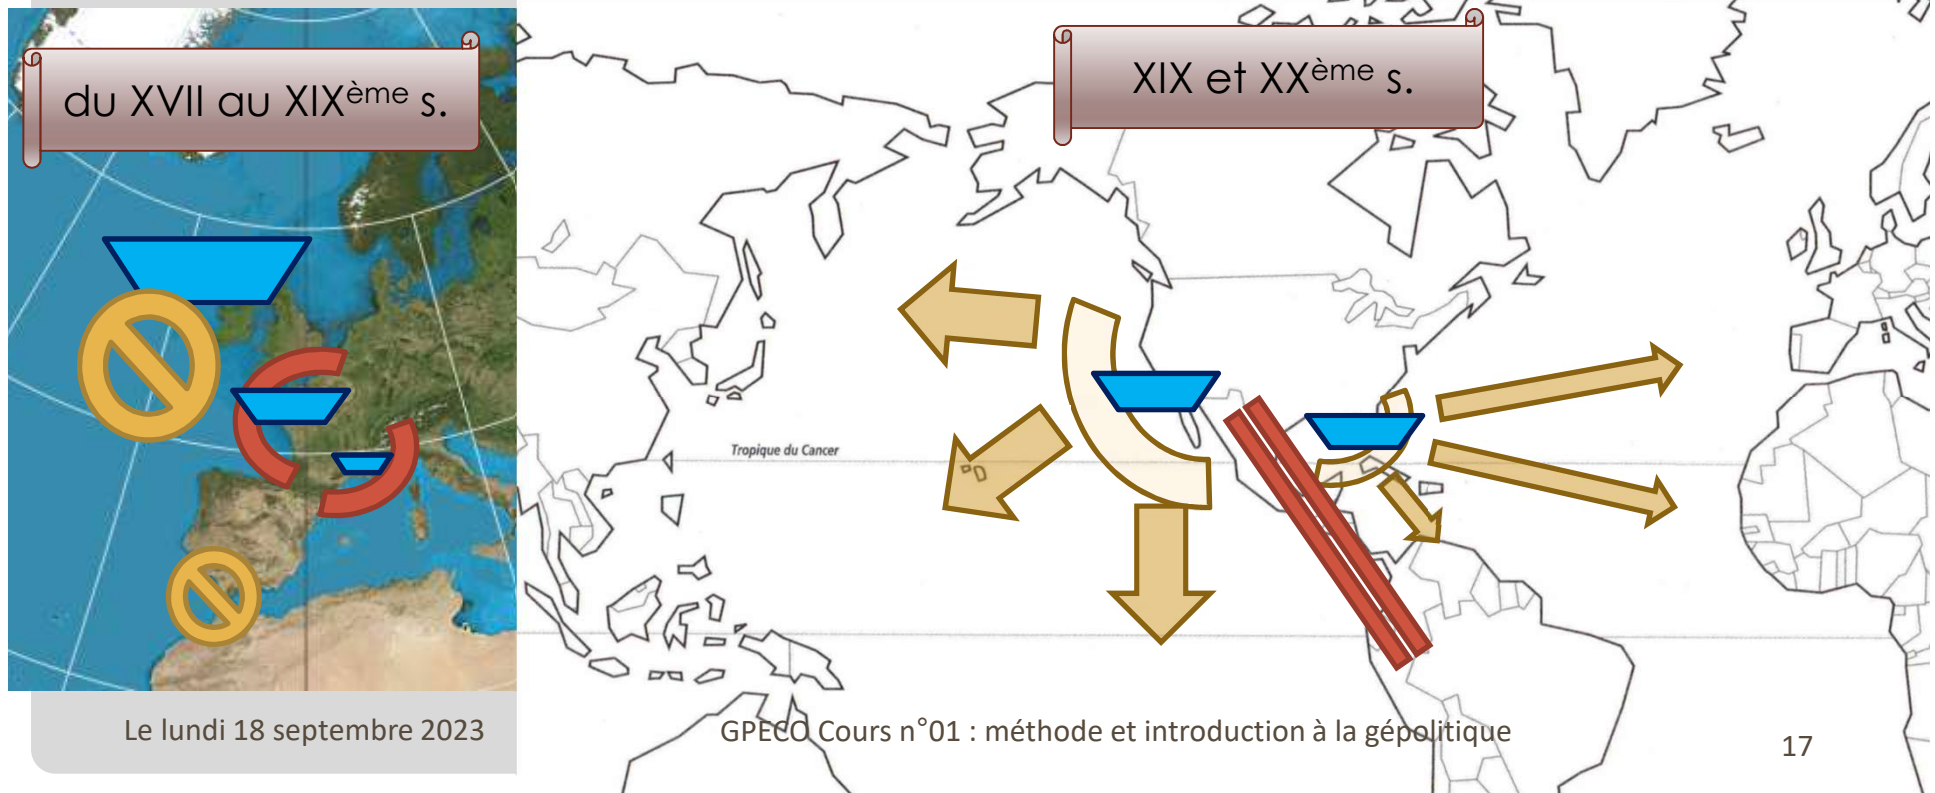 du XVII au XIXème s.
XIX et XXème s.
Tropique du Cancer
Le lundi 18 septembre 2023
GPECO Cours n°01 : méthode et introduction à la gépolitique
17